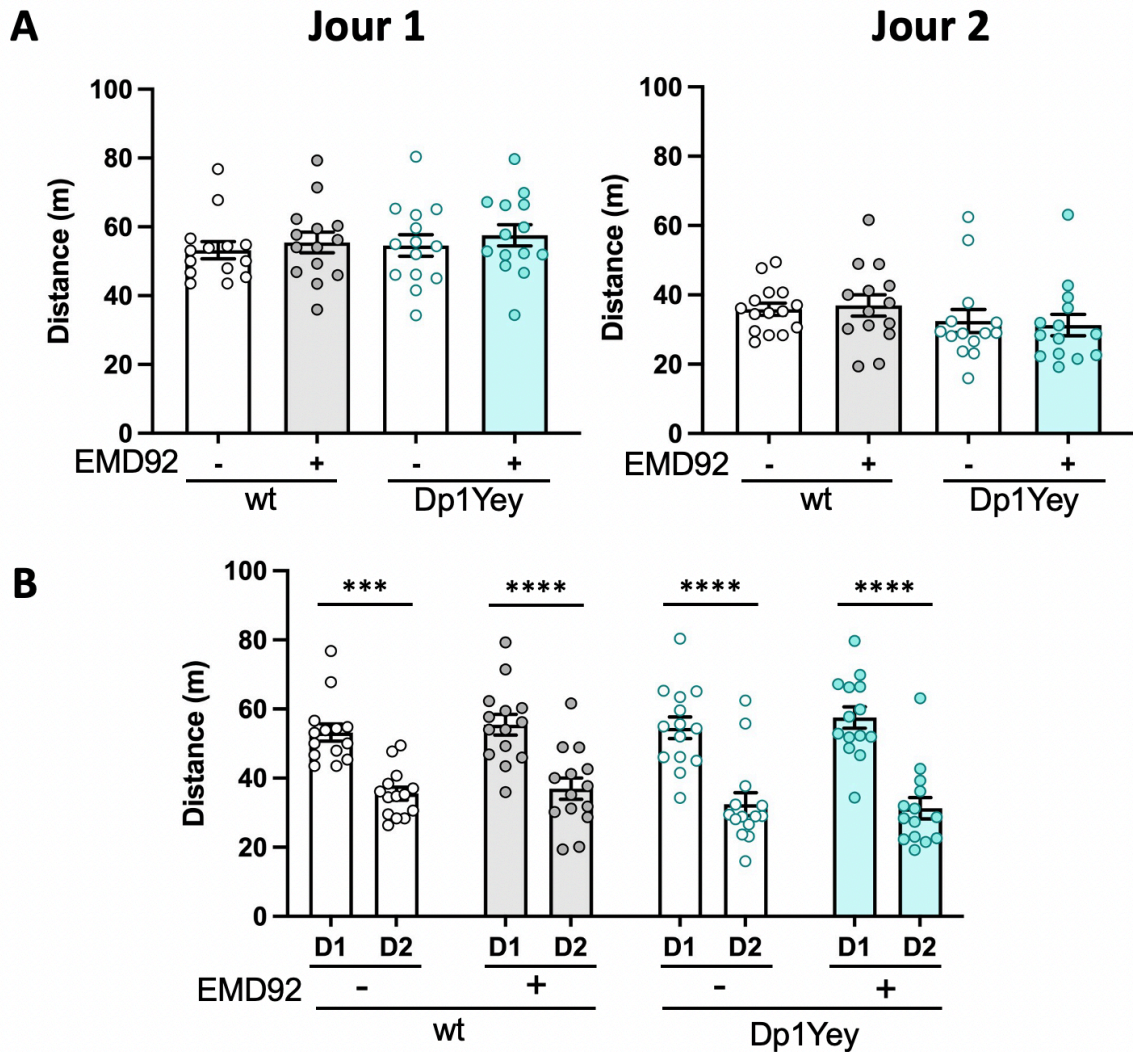 A
Jour 1
Jour 2
Distance (m)
100
80
60
40
20
0
EMD92 - + - +
wt Dp1Yey
Distance (m)
100
80
60
40
20
0
EMD92 - + - +
wt Dp1Yey
B
Distance (m)
100
80
60
40
20
0
*** **** **** ****
D1 D2 D1 D2 D1 D2 D1 D2
EMD92 - + - +
wt Dp1Yey